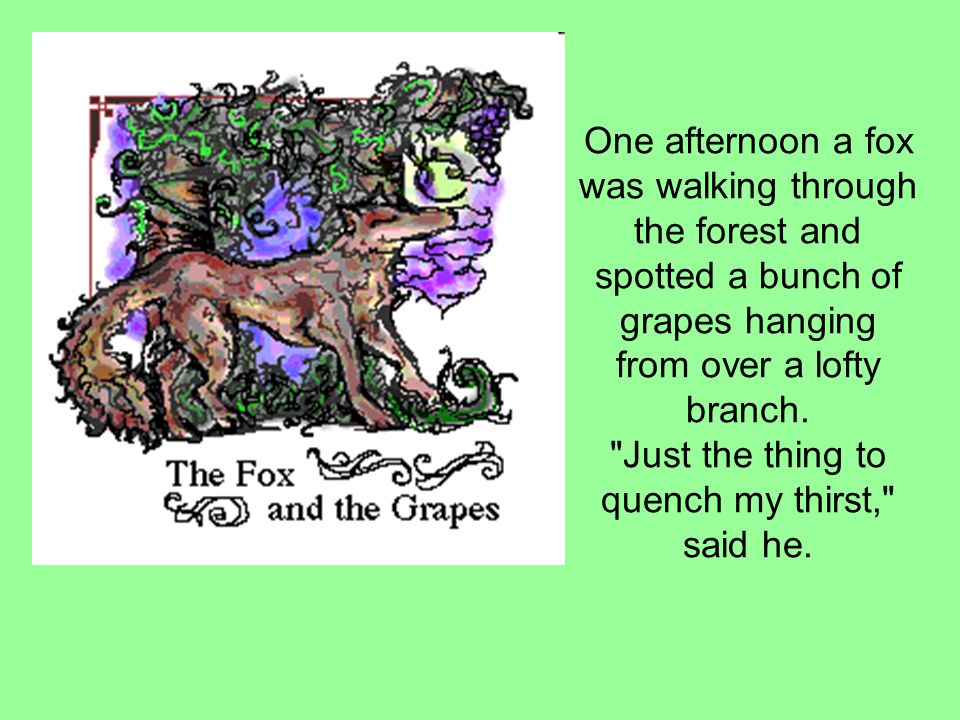 The Fox
and the Grapes
One afternoon a fox
was walking through
the forest and
spotted a bunch of
grapes hanging
from over a lofty
branch.
"Just the thing to
quench my thirst,"
said he.